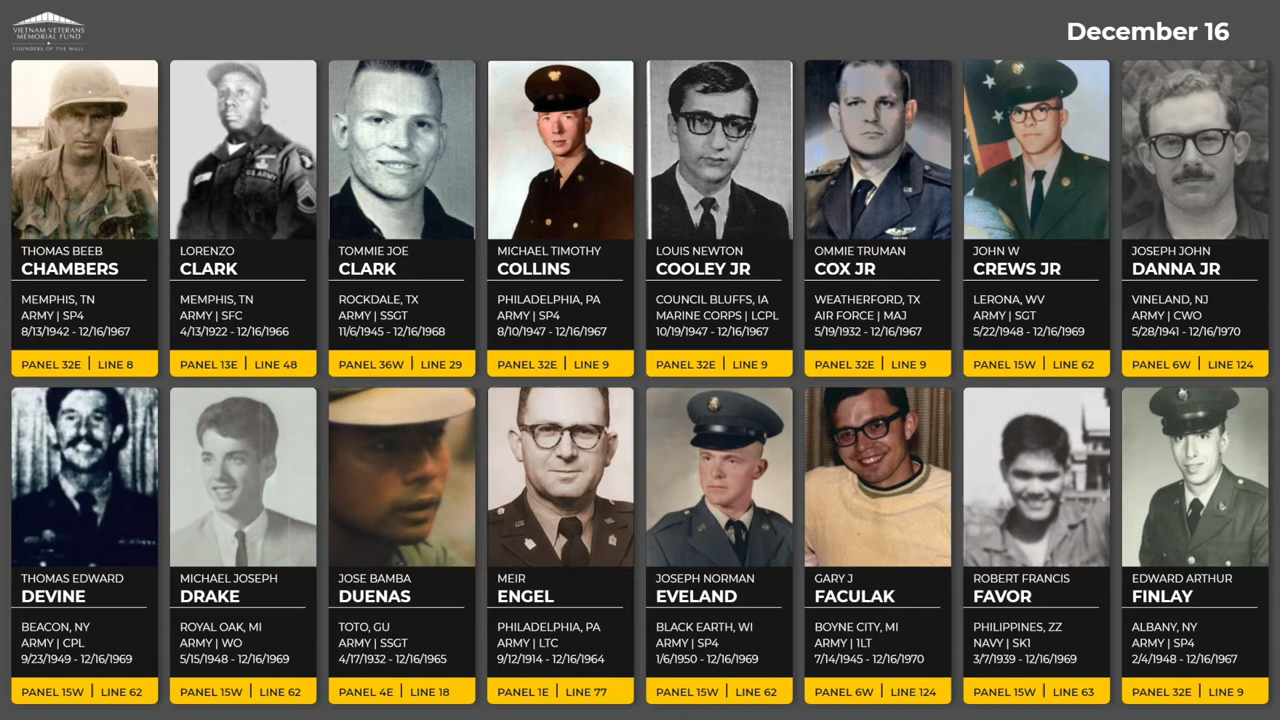 VIETNAM VETERANS
MEMORIAL FUND
FOUNDERS OF THE WALL
December 16
THOMAS BEEB
CHAMBERS
MEMPHIS, TN
ARMY | SP4
8/13/1942 - 12/16/1967
PANEL 32E | LINE 8
LORENZO
CLARK
MEMPHIS, TN
ARMY | SFC
4/13/1922 - 12/16/1966
PANEL 13E | LINE 48
TOMMIE JOE
CLARK
ROCKDALE, TX
ARMY | SSGT
11/6/1945 - 12/16/1968
PANEL 36W | LINE 29
MICHAEL TIMOTHY
COLLINS
PHILADELPHIA, PA
ARMY | SP4
8/10/1947 - 12/16/1967
PANEL 32E | LINE 9
LOUIS NEWTON
COOLEY JR
COUNCIL BLUFFS, IA
MARINE CORPS | LCPL
10/19/1947 - 12/16/1967
PANEL 32E | LINE 9
OMMIE TRUMAN
COX JR
WEATHERFORD, TX
AIR FORCE | MAJ
5/19/1932 - 12/16/1967
PANEL 32E | LINE 9
JOHN W
CREWS JR
LERONA, WV
ARMY | SGT
5/22/1948 - 12/16/1969
PANEL 15W | LINE 62
JOSEPH JOHN
DANNA JR
VINELAND, NJ
ARMY | CWO
5/28/1941 - 12/16/1970
PANEL 6W | LINE 124
THOMAS EDWARD
DEVINE
BEACON, NY
ARMY | CPL
9/23/1949 - 12/16/1969
PANEL 15W | LINE 62
MICHAEL JOSEPH
DRAKE
ROYAL OAK, MI
ARMY | WO
5/15/1948 - 12/16/1969
PANEL 15W | LINE 62
JOSE BAMBA
DUENAS
TOTO, GU
ARMY | SSGT
4/17/1932 - 12/16/1965
PANEL 4E | LINE 18
MEIR
ENGEL
PHILADELPHIA, PA
ARMY | LTC
9/12/1914 - 12/16/1964
PANEL 1E | LINE 77
JOSEPH NORMAN
EVELAND
BLACK EARTH, WI
ARMY | SP4
1/6/1950 - 12/16/1969
PANEL 15W | LINE 62
GARY J
FACULAK
BOYNE CITY, MI
ARMY | 1LT
7/14/1945 - 12/16/1970
PANEL 6W | LINE 124
ROBERT FRANCIS
FAVOR
PHILIPPINES, ZZ
NAVY | SK1
3/7/1939 - 12/16/1969
PANEL 15W | LINE 63
EDWARD ARTHUR
FINLAY
ALBANY, NY
ARMY | SP4
2/4/1948 - 12/16/1967
PANEL 32E | LINE 9
U.S. ARMY